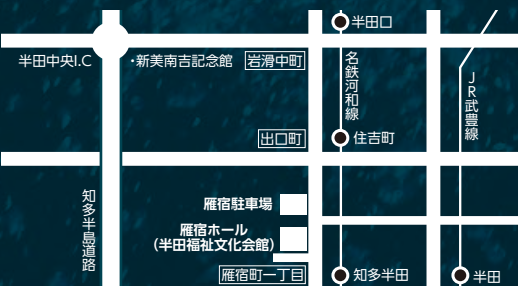 半田口
半田中央I.C
・新美南吉記念館
岩滑中町
名鉄河和線
JR武豊線
出口町
住吉町
知多半島道路
雁宿駐車場
雁宿ホール
(半田福祉文化会館)
雁宿町一丁目
知多半田
半田